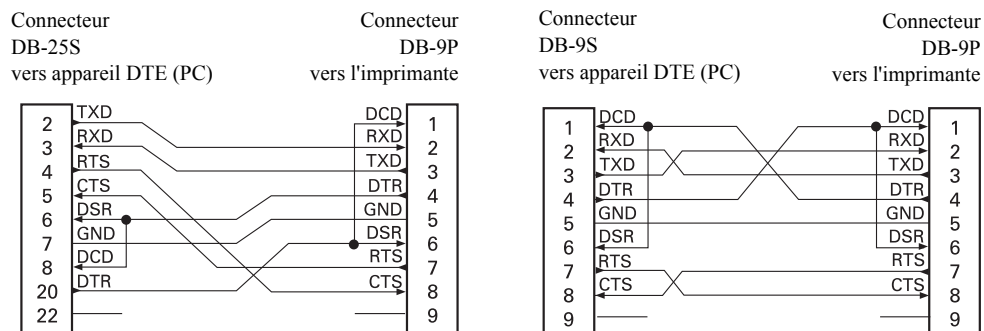 Connecteur
DB-25S
vers appareil DTE (PC)
Connecteur
DB-9P
vers l'imprimante
2 TXD DCD 1
3 RXD RXD 2
4 RTS TXD 3
5 CTS DTR 4
6 DSR GND 5
7 GND DSR 6
8 DCD RTS 7
20 DTR CTS 8
22 9
Connecteur
DB-9S
vers appareil DTE (PC)
Connecteur
DB-9P
vers l'imprimante
1 DCD DCD 1
2 RXD RXD 2
3 TXD TXD 3
4 DTR DTR 4
5 GND GND 5
6 DSR DSR 6
7 RTS RTS 7
8 CTS CTS 8
9 9